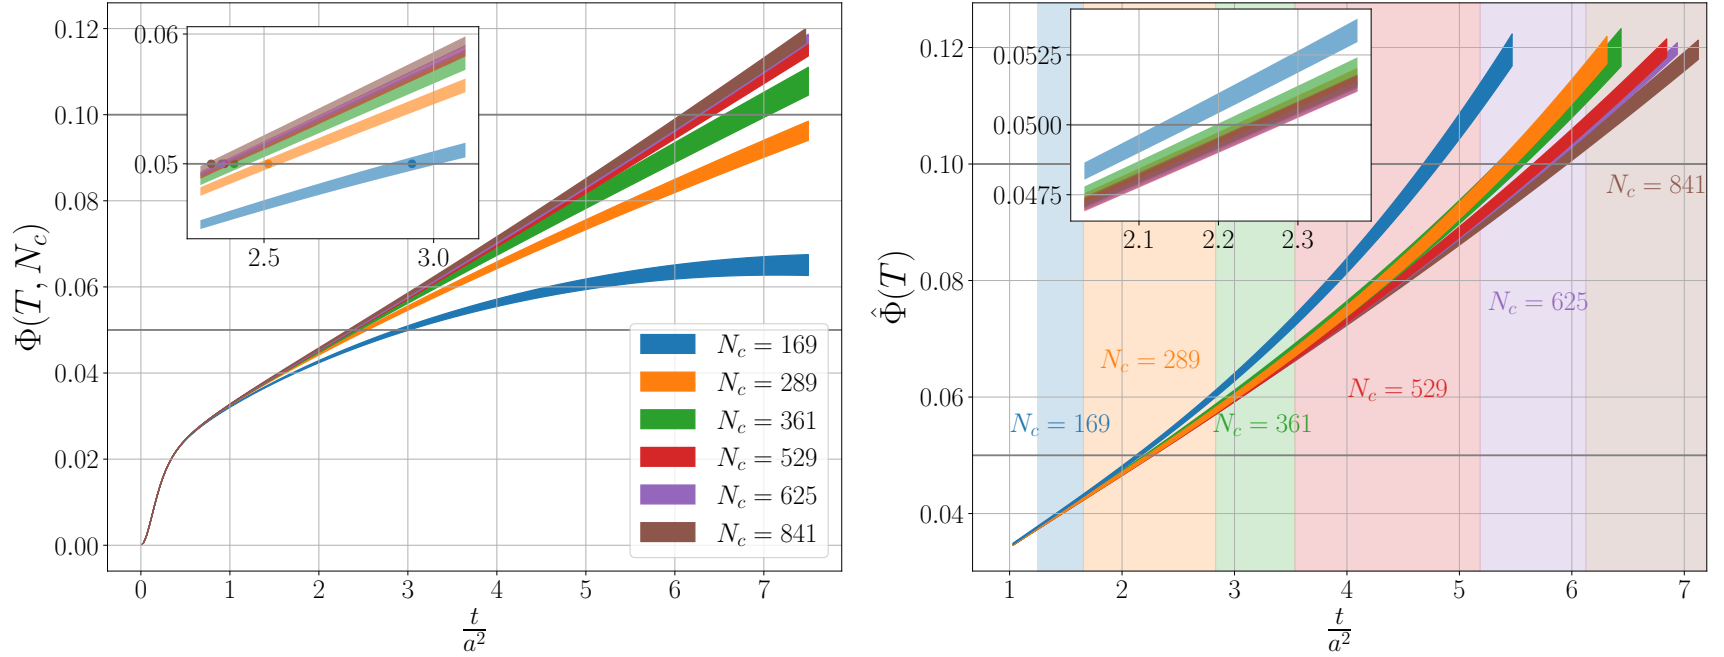 0.12
0.10
0.08
0.06
0.04
0.02
0.00
Φ(T, N_c)
0.06
0.05
2.5 3.0
N_c = 169
N_c = 289
N_c = 361
N_c = 529
N_c = 625
N_c = 841
0 1 2 3 4 5 6 7
t/a²
0.12
0.10
0.08
0.06
0.04
Φ̂(T)
0.0525
0.0500
0.0475
2.1 2.2 2.3
N_c = 841
N_c = 625
N_c = 289
N_c = 529
N_c = 169
N_c = 361
1 2 3 4 5 6 7
t/a²